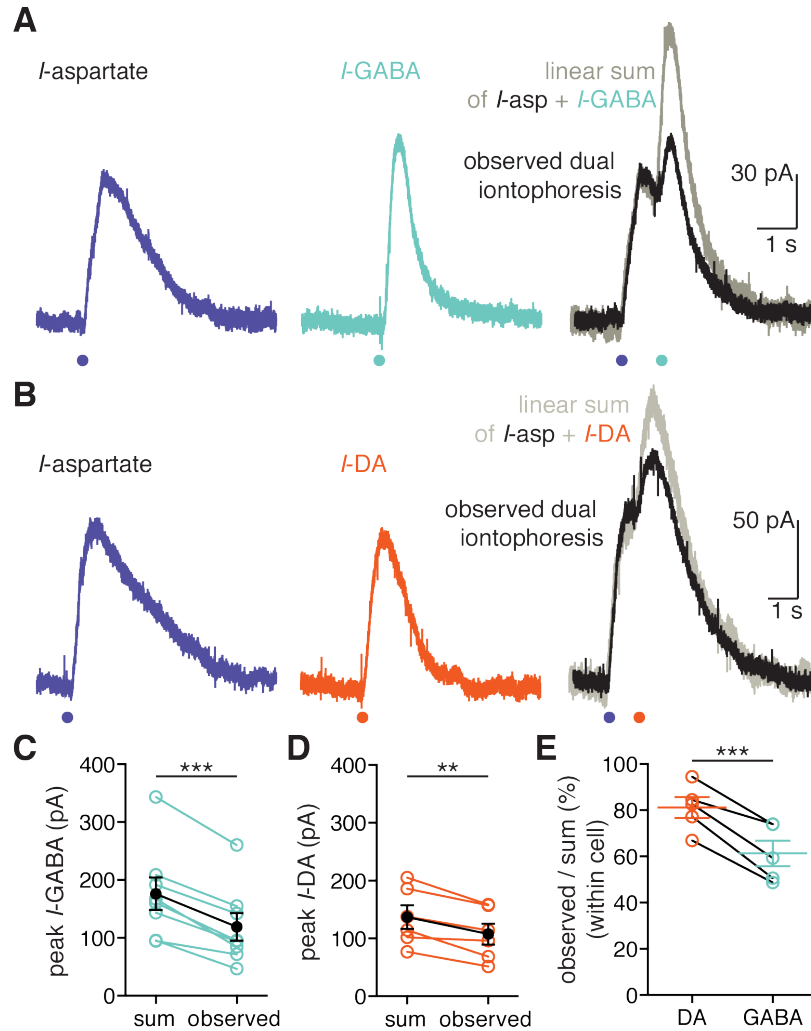 A
I-aspartate
I-GABA
linear sum
of I-asp + I-GABA
observed dual
iontophoresis
30 pA
1 s
B
I-aspartate
I-DA
linear sum
of I-asp + I-DA
observed dual
iontophoresis
50 pA
1 s
C
peak I-GABA (pA)
400
300
200
100
0
***
sum observed
D
peak I-DA (pA)
400
300
200
100
0
**
sum observed
E
observed / sum (%)
(within cell)
100
80
60
40
20
0
***
DA GABA